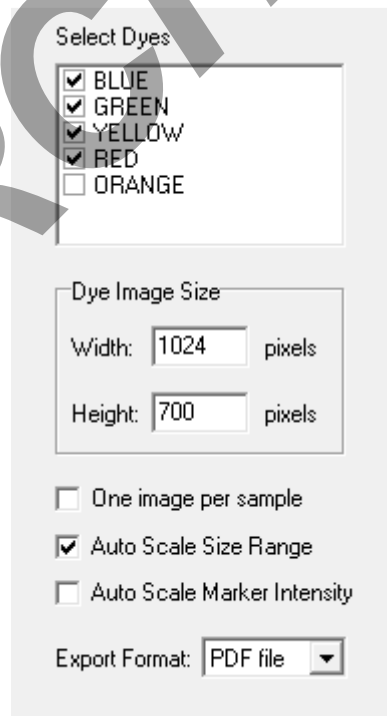 Select Dyes
BLUE
GREEN
YELLOW
RED
ORANGE
Dye Image Size
Width: 1024 pixels
Height: 700 pixels
One image per sample
Auto Scale Size Range
Auto Scale Marker Intensity
Export Format: PDF file